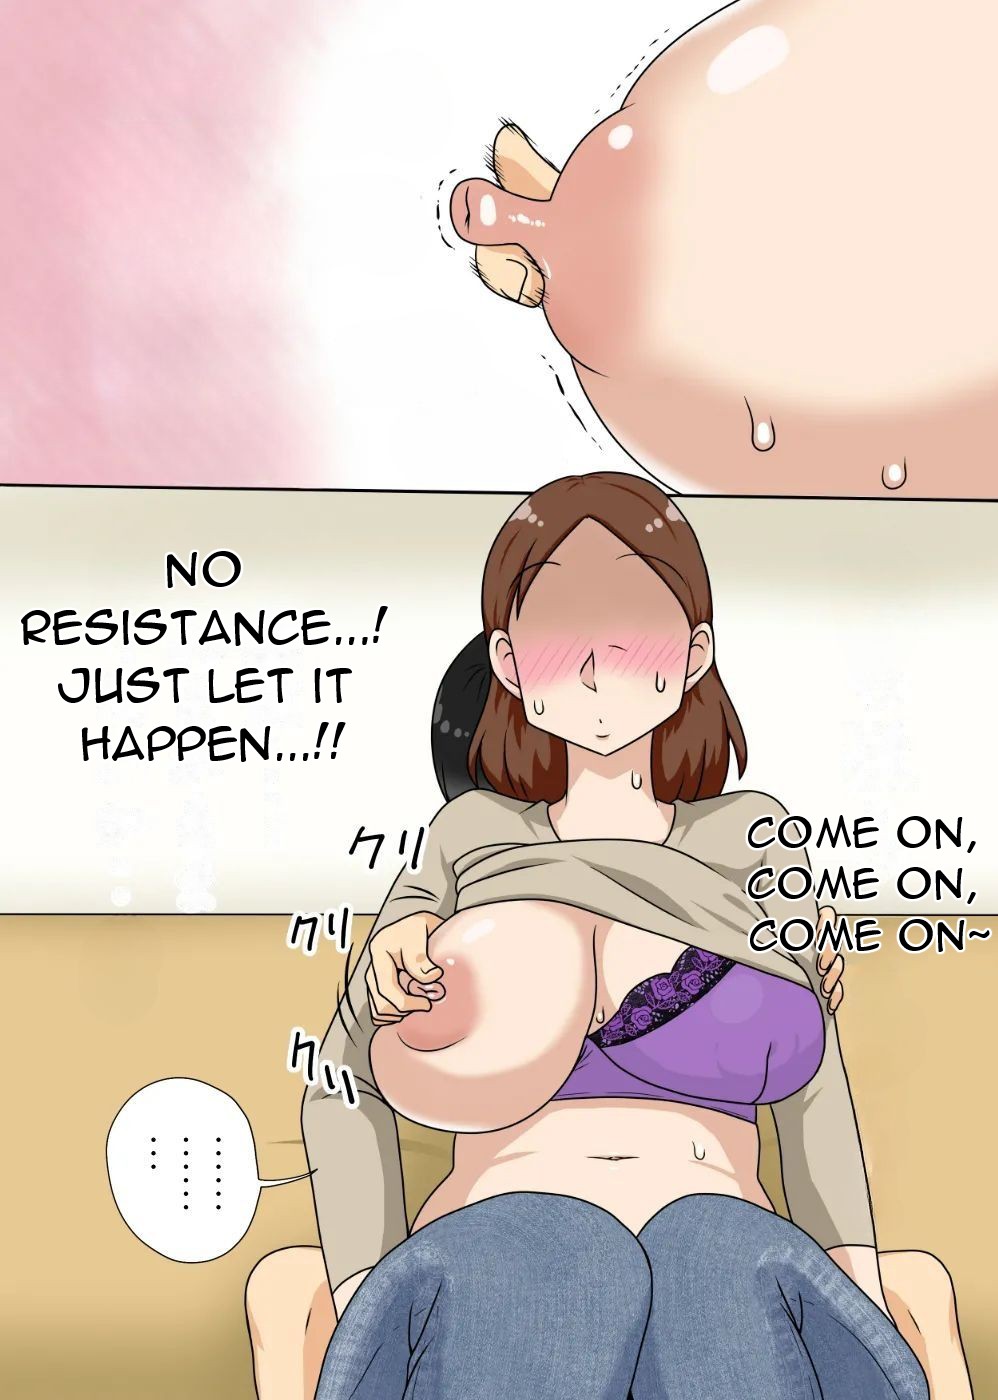 NO
RESISTANCE...!
JUST LET IT
HAPPEN...!!
COME ON,
COME ON,
COME ON~
クリ
クリ
クリ